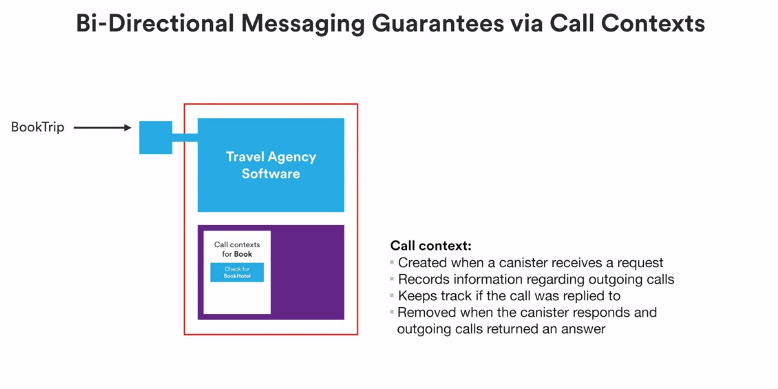 Bi-Directional Messaging Guarantees via Call Contexts
BookTrip
Travel Agency
Software
Call contexts
for Book
Check for
BookHotel
Call context:
Created when a canister receives a request
Records information regarding outgoing calls
Keeps track if the call was replied to
Removed when the canister responds and
outgoing calls returned an answer